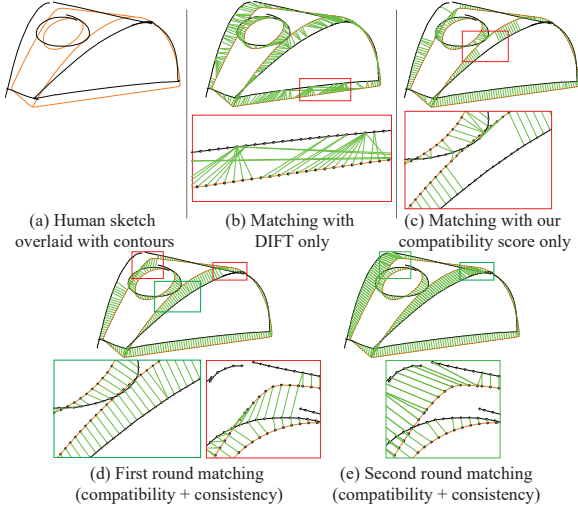 (a) Human sketch
overlaid with contours
(b) Matching with
DIFT only
(c) Matching with our
compatibility score only
(d) First round matching
(compatibility + consistency)
(e) Second round matching
(compatibility + consistency)